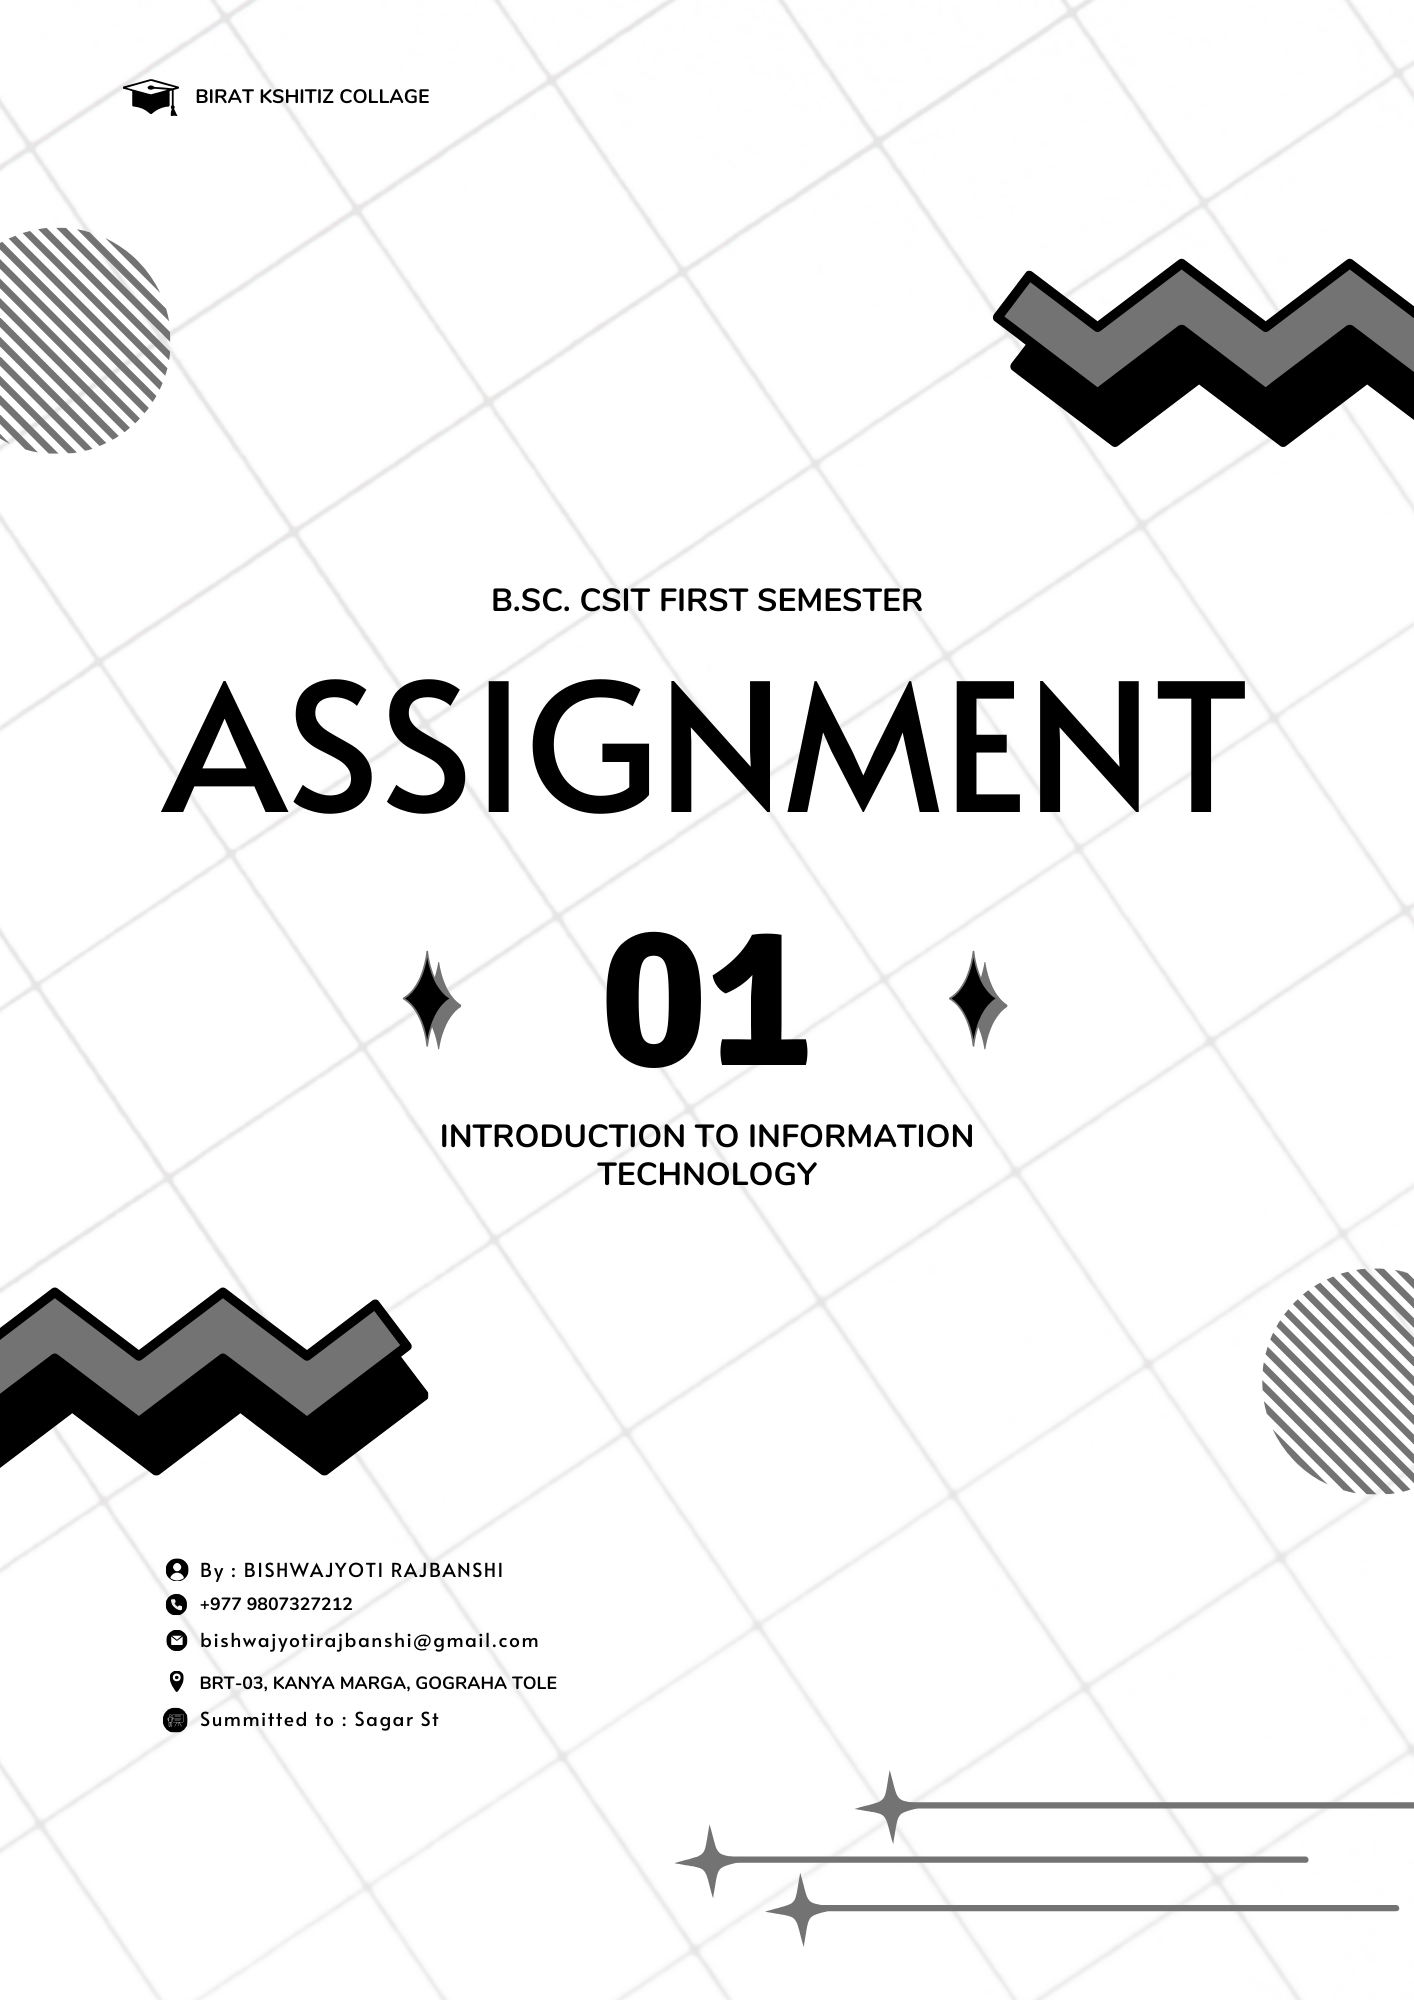 BIRAT KSHITIZ COLLAGE
B.SC. CSIT FIRST SEMESTER
ASSIGNMENT
01
INTRODUCTION TO INFORMATION
TECHNOLOGY
By : BISHWAJYOTI RAJBANSHI
+977 9807327212
bishwajyotirajbanshi@gmail.com
BRT-03, KANYA MARGA, GOGRAHA TOLE
Summitted to : Sagar St